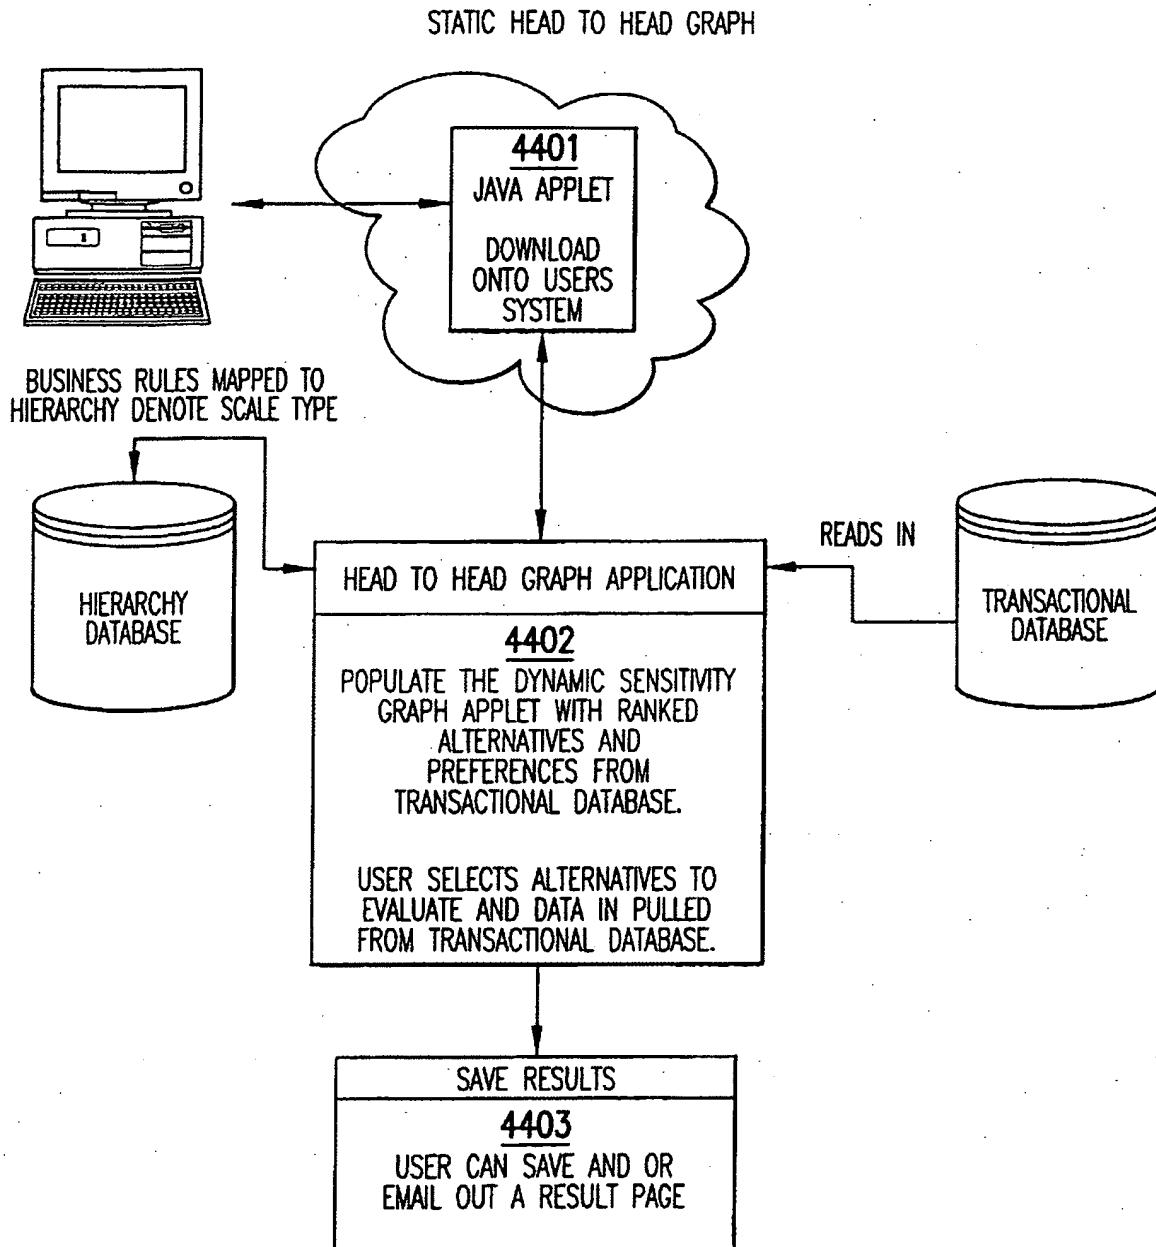 STATIC HEAD TO HEAD GRAPH
4401
JAVA APPLET
DOWNLOAD
ONTO USERS
SYSTEM
1
BUSINESS RULES MAPPED TO
HIERARCHY DENOTE SCALE TYPE
HIERARCHY
DATABASE
READS IN
TRANSACTIONAL
DATABASE
HEAD TO HEAD GRAPH APPLICATION
4402
POPULATE THE DYNAMIC SENSITIVITY
GRAPH APPLET WITH RANKED
ALTERNATIVES AND
PREFERENCES FROM
TRANSACTIONAL DATABASE.
USER SELECTS ALTERNATIVES TO
EVALUATE AND DATA IN PULLED
FROM TRANSACTIONAL DATABASE.
SAVE RESULTS
4403
USER CAN SAVE AND OR
EMAIL OUT A RESULT PAGE